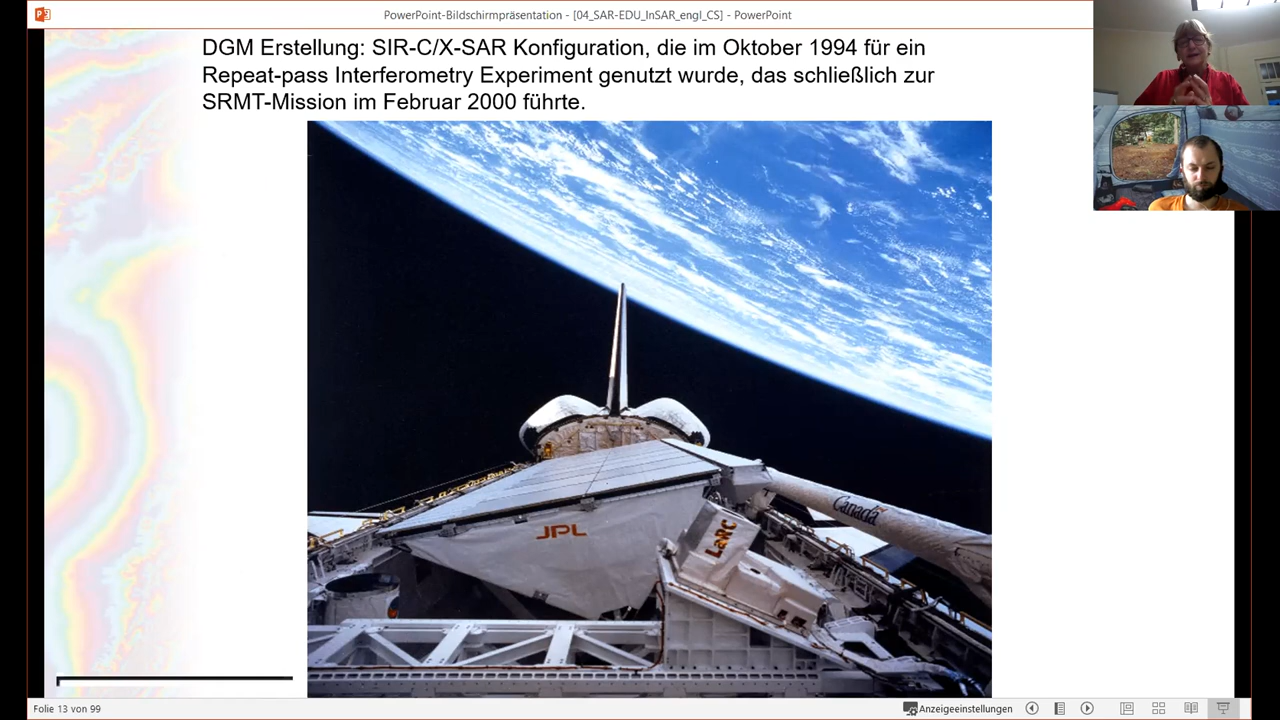 PowerPoint-Bildschirmpräsentation - [04_SAR-EDU_InSAR_engl_CS] - PowerPoint
DGM Erstellung: SIR-C/X-SAR Konfiguration, die im Oktober 1994 für ein
Repeat-pass Interferometry Experiment genutzt wurde, das schließlich zur
SRMT-Mission im Februar 2000 führte.
JPL
LaRC
Canada
Folie 13 von 99
Anzeigeeinstellungen